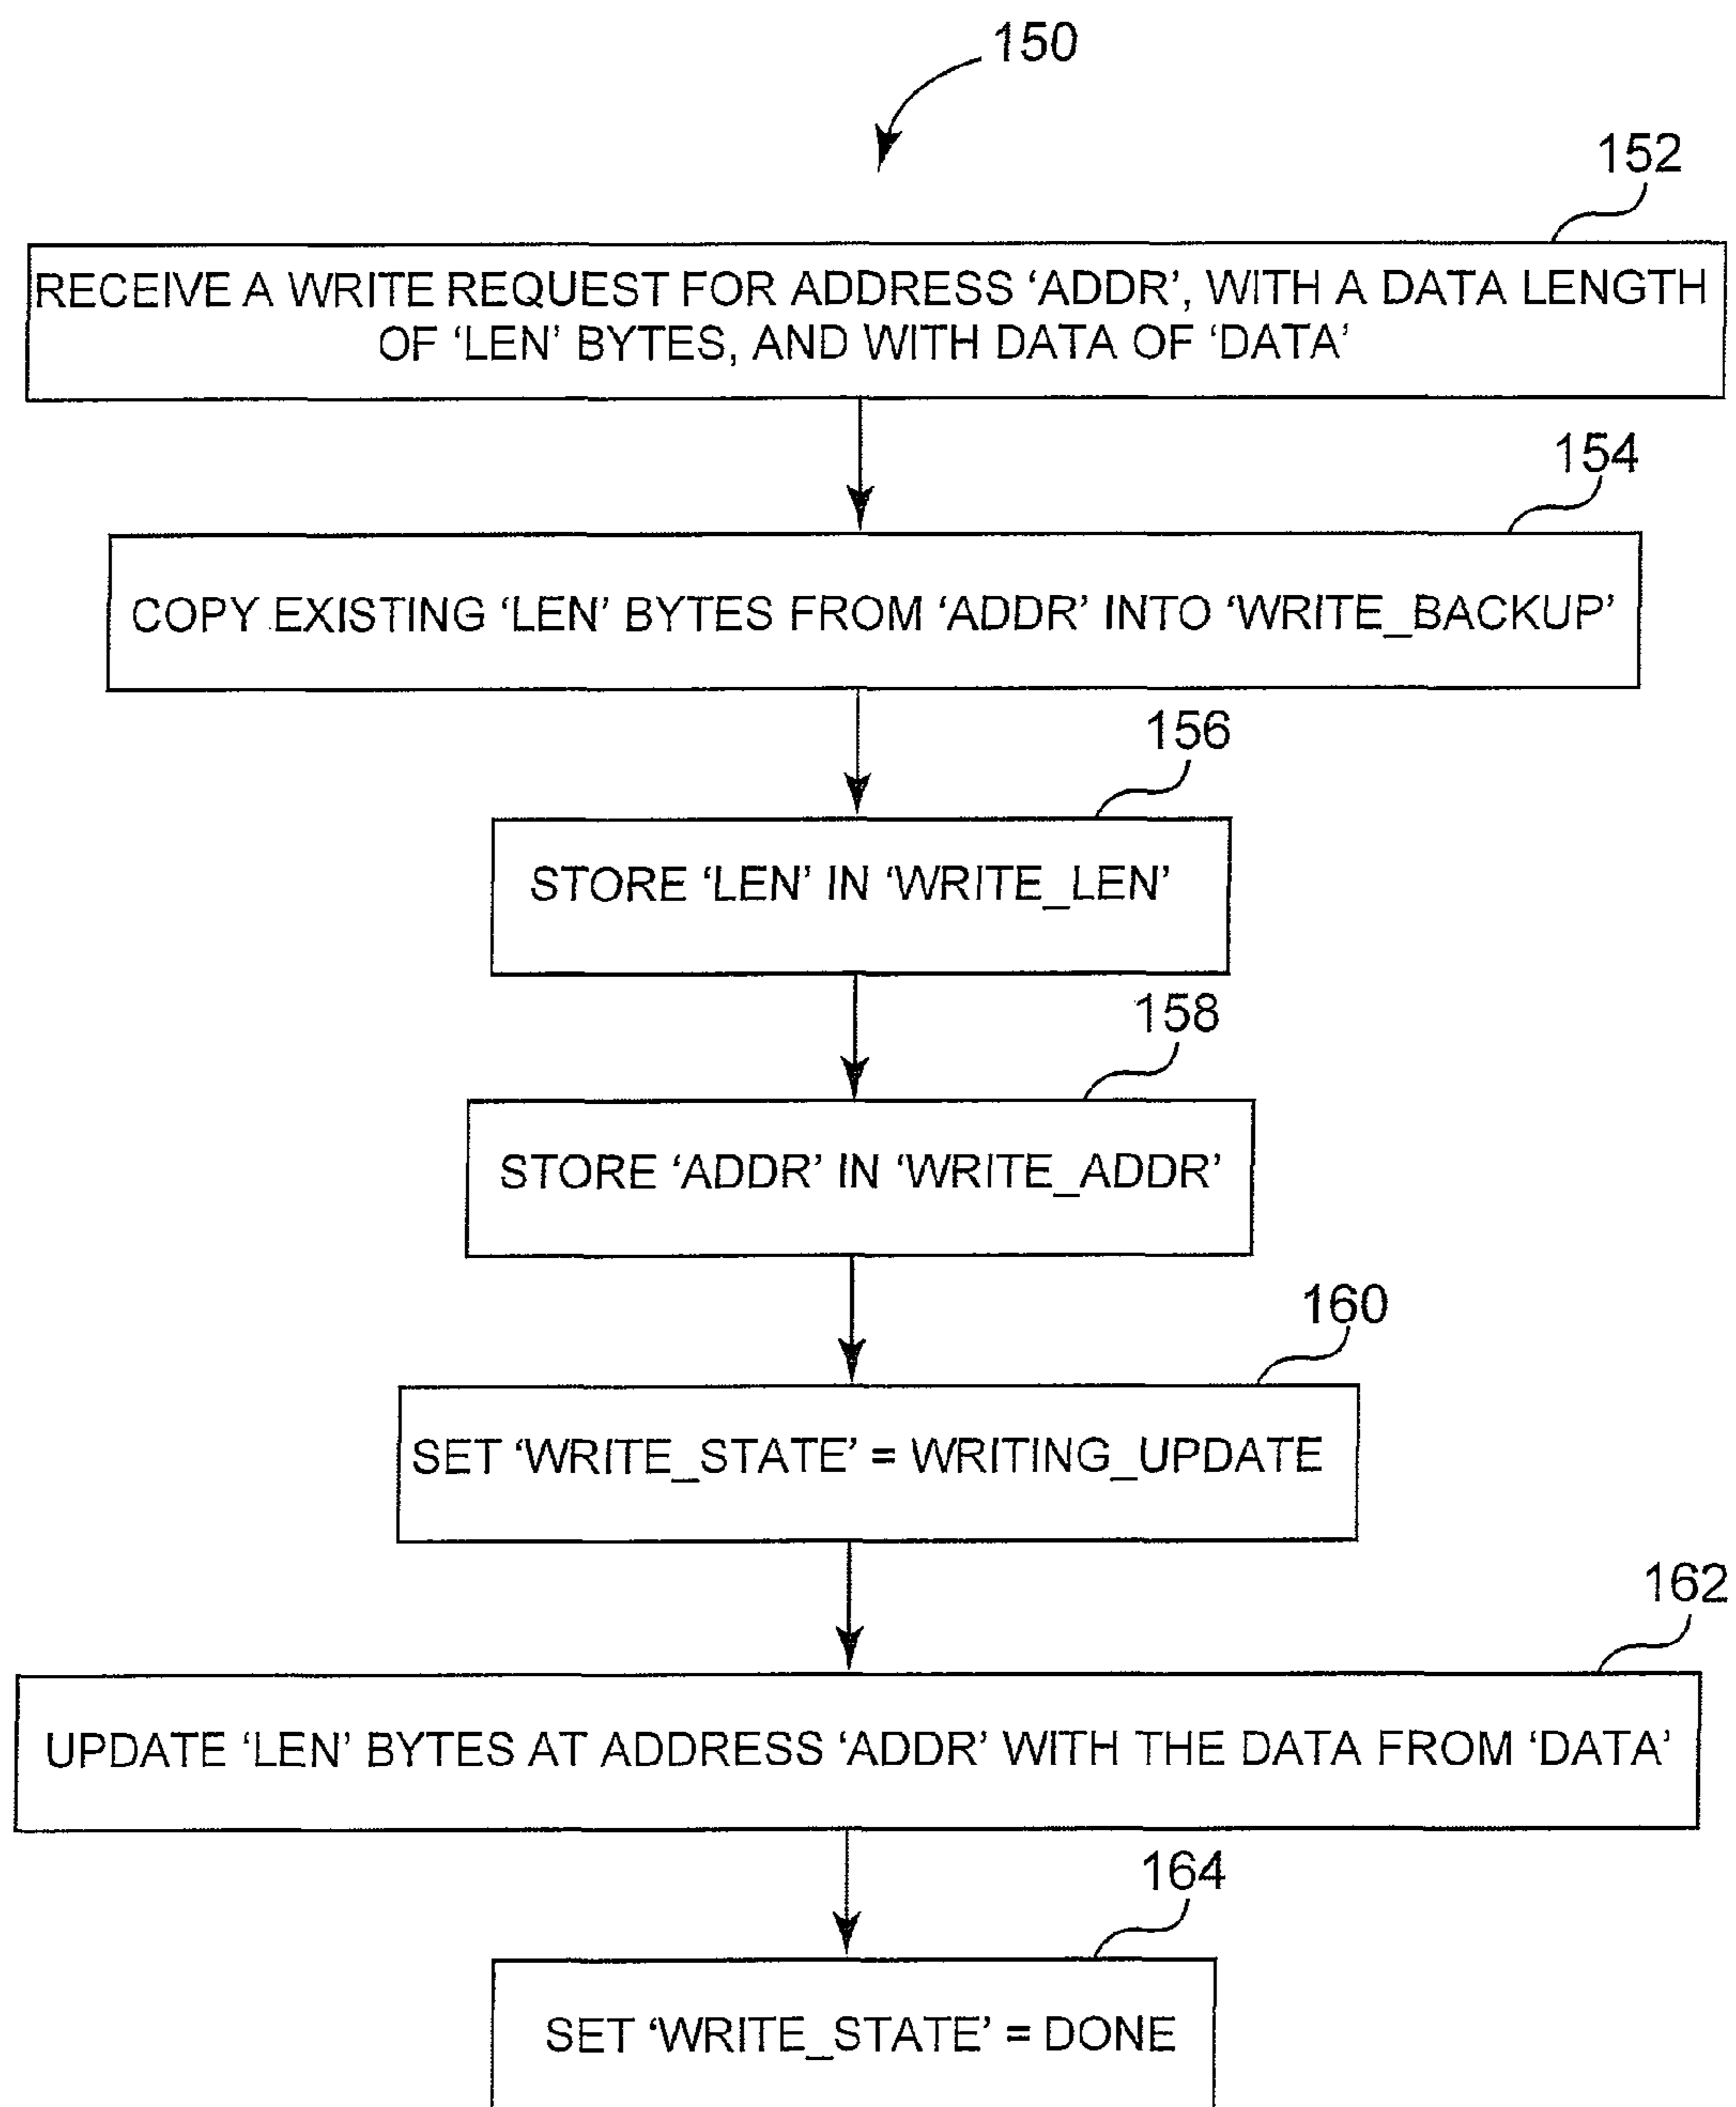 150
152
RECEIVE A WRITE REQUEST FOR ADDRESS ‘ADDR’, WITH A DATA LENGTH
OF ‘LEN’ BYTES, AND WITH DATA OF ‘DATA’
154
COPY EXISTING ‘LEN’ BYTES FROM ‘ADDR’ INTO ‘WRITE_BACKUP’
156
STORE ‘LEN’ IN ‘WRITE_LEN’
158
STORE ‘ADDR’ IN ‘WRITE_ADDR’
160
SET ‘WRITE_STATE’ = WRITING_UPDATE
162
UPDATE ‘LEN’ BYTES AT ADDRESS ‘ADDR’ WITH THE DATA FROM ‘DATA’
164
SET ‘WRITE_STATE’ = DONE